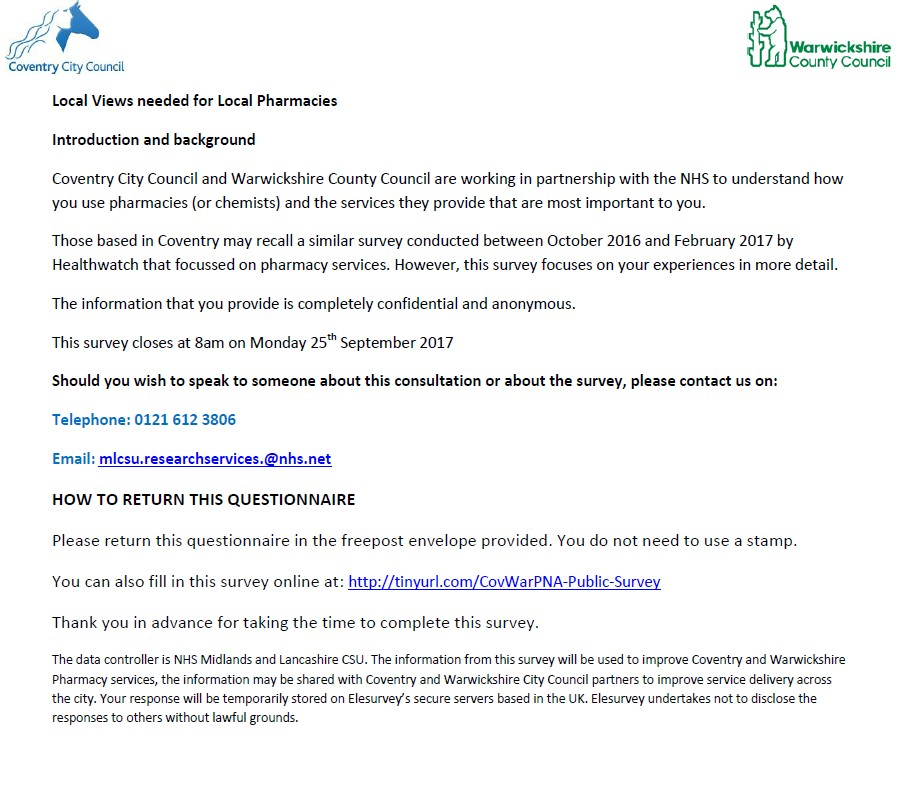 Coventry City Council
Warwickshire
County Council
Local Views needed for Local Pharmacies
Introduction and background
Coventry City Council and Warwickshire County Council are working in partnership with the NHS to understand how
you use pharmacies (or chemists) and the services they provide that are most important to you.
Those based in Coventry may recall a similar survey conducted between October 2016 and February 2017 by
Healthwatch that focussed on pharmacy services. However, this survey focuses on your experiences in more detail.
The information that you provide is completely confidential and anonymous.
This survey closes at 8am on Monday 25th September 2017
Should you wish to speak to someone about this consultation or about the survey, please contact us on:
Telephone: 0121 612 3806
Email: mlcsu.researchservices.@nhs.net
HOW TO RETURN THIS QUESTIONNAIRE
Please return this questionnaire in the freepost envelope provided. You do not need to use a stamp.
You can also fill in this survey online at: http://tinyurl.com/CovWarPNA-Public-Survey
Thank you in advance for taking the time to complete this survey.
The data controller is NHS Midlands and Lancashire CSU. The information from this survey will be used to improve Coventry and Warwickshire
Pharmacy services, the information may be shared with Coventry and Warwickshire City Council partners to improve service delivery across
the city. Your response will be temporarily stored on Elesurvey's secure servers based in the UK. Elesurvey undertakes not to disclose the
responses to others without lawful grounds.